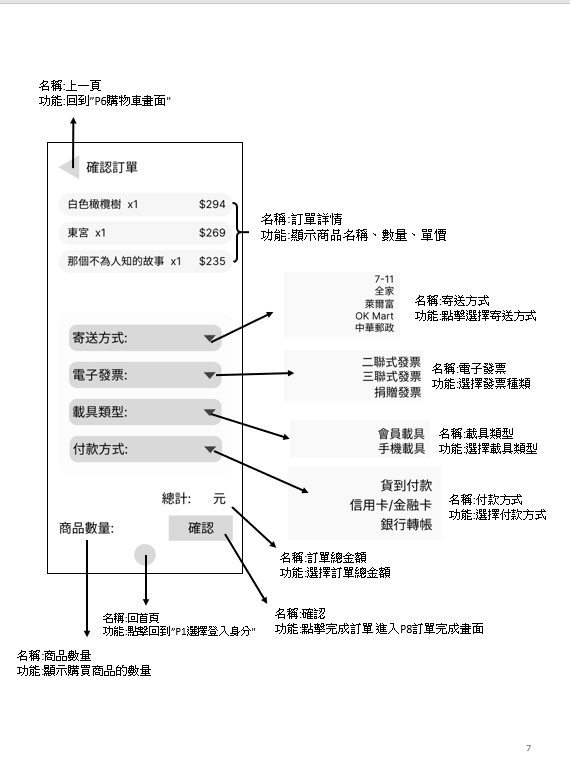 名稱:上一頁
功能:回到"P6購物車畫面"
確認訂單
白色橄欖樹 x1 $294
東宮 x1 $269
那個不為人知的故事 x1 $235
名稱:訂單詳情
功能:顯示商品名稱、數量、單價
寄送方式:
電子發票:
載具類型:
付款方式:
7-11
全家
萊爾富
OK Mart
中華郵政
名稱:寄送方式
功能:點擊選擇寄送方式
二聯式發票
三聯式發票
捐贈發票
名稱:電子發票
功能:選擇發票種類
會員載具
手機載具
名稱:載具類型
功能:選擇載具類型
貨到付款
信用卡/金融卡
銀行轉帳
名稱:付款方式
功能:選擇付款方式
總計: 元
商品數量:
確認
名稱:訂單總金額
功能:選擇訂單總金額
名稱:回首頁
功能:點擊回到"P1選擇登入身分"
名稱:確認
功能:點擊完成訂單 進入P8訂單完成畫面
名稱:商品數量
功能:顯示購買商品的數量
7